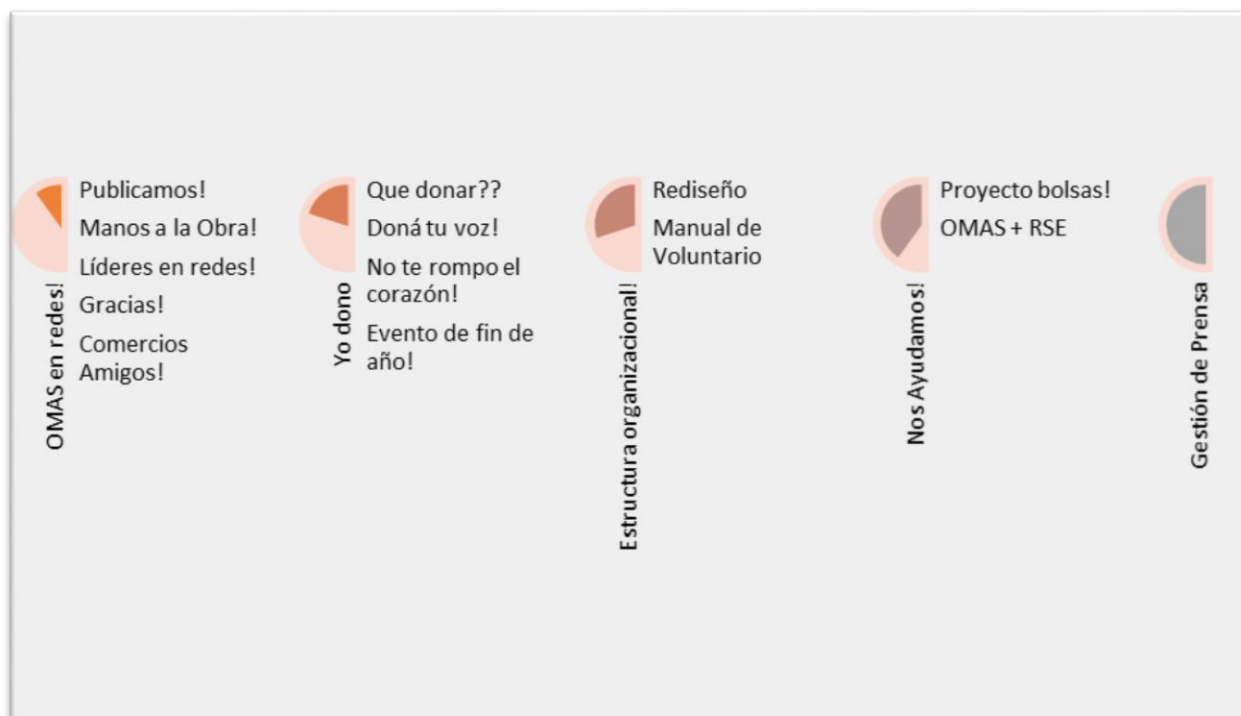 OMAS en redes!
Publicamos!
Manos a la Obra!
Líderes en redes!
Gracias!
Comercios
Amigos!
Yo dono
Que donar??
Doná tu voz!
No te rompo el
corazón!
Evento de fin de
año!
Estructura organizacional!
Rediseño
Manual de
Voluntario
Nos Ayudamos!
Proyecto bolsas!
OMAS + RSE
Gestión de Prensa